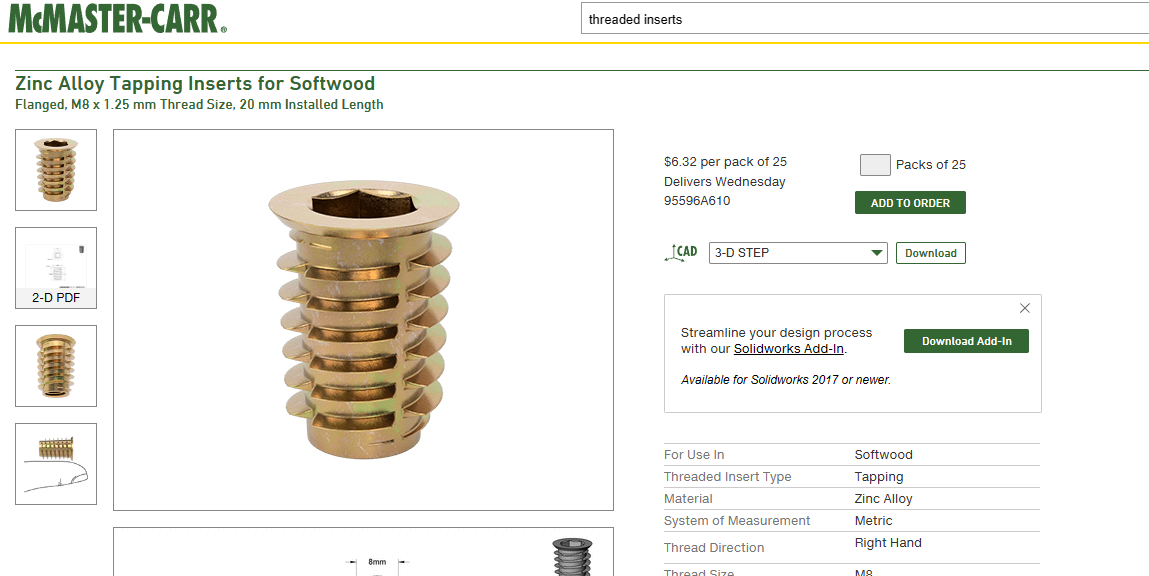 McMASTER-CARR®
threaded inserts
Zinc Alloy Tapping Inserts for Softwood
Flanged, M8 x 1.25 mm Thread Size, 20 mm Installed Length
2-D PDF
$6.32 per pack of 25
Delivers Wednesday
95596A610
Packs of 25
ADD TO ORDER
CAD
3-D STEP
Download
Streamline your design process
with our Solidworks Add-In.
Download Add-In
Available for Solidworks 2017 or newer.
For Use In Softwood
Threaded Insert Type Tapping
Material Zinc Alloy
System of Measurement Metric
Thread Direction Right Hand
Thread Size M8
8mm